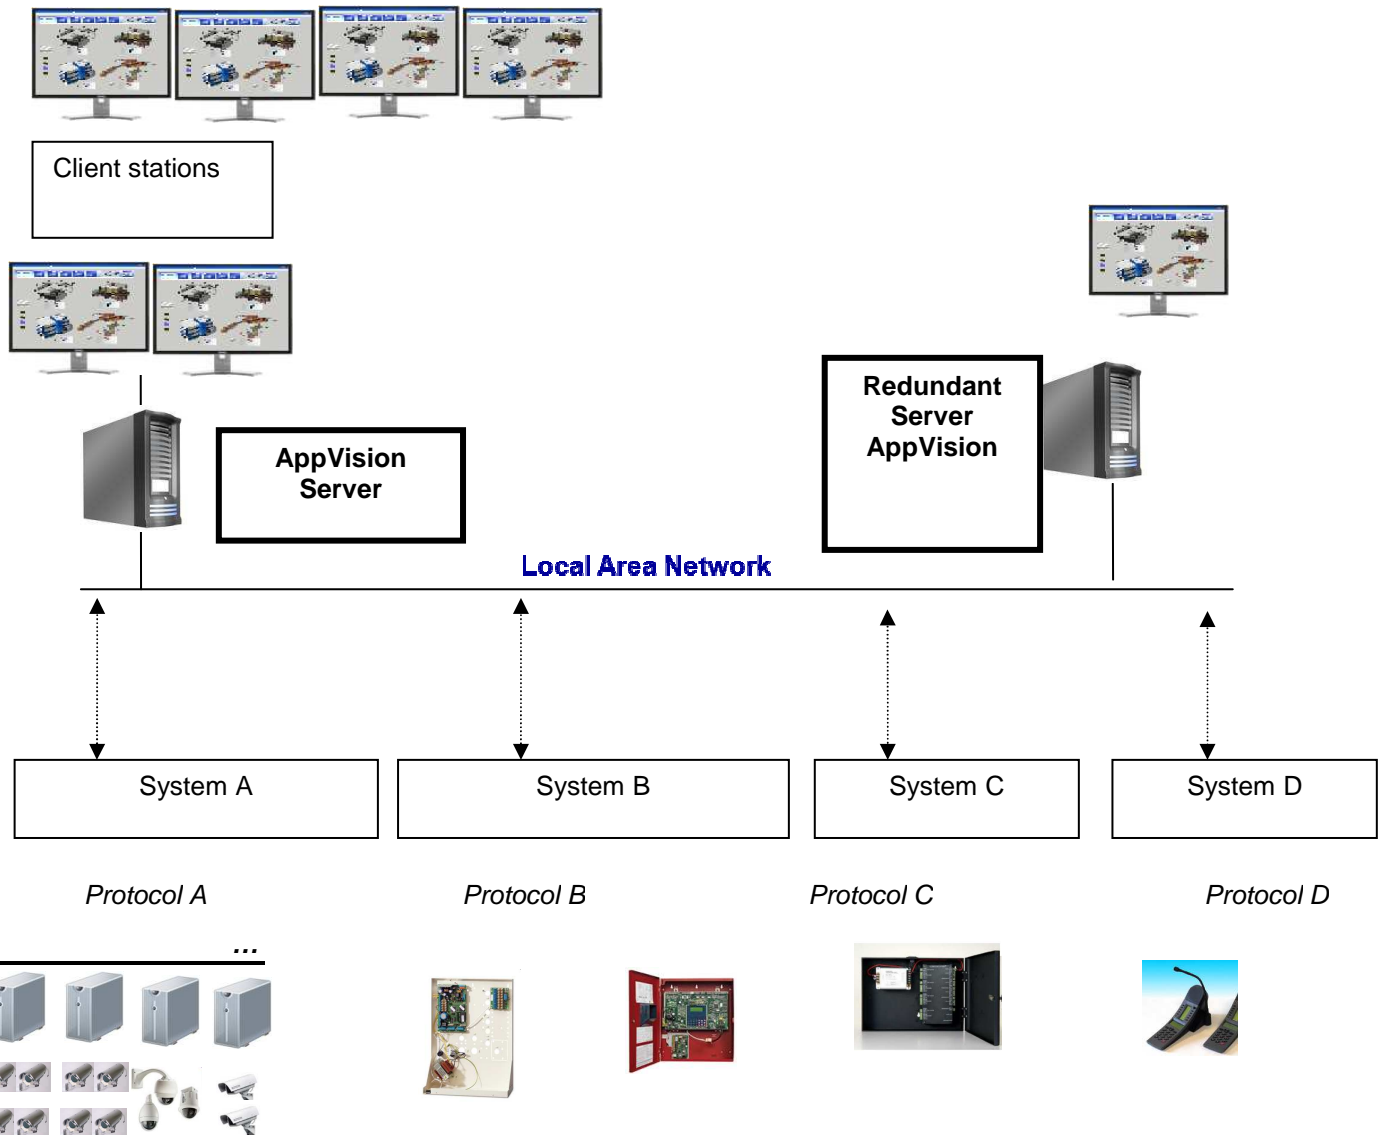 Client stations
Redundant
Server
AppVision
AppVision
Server
Local Area Network
System A
System B
System C
System D
Protocol A
Protocol B
Protocol C
Protocol D
...